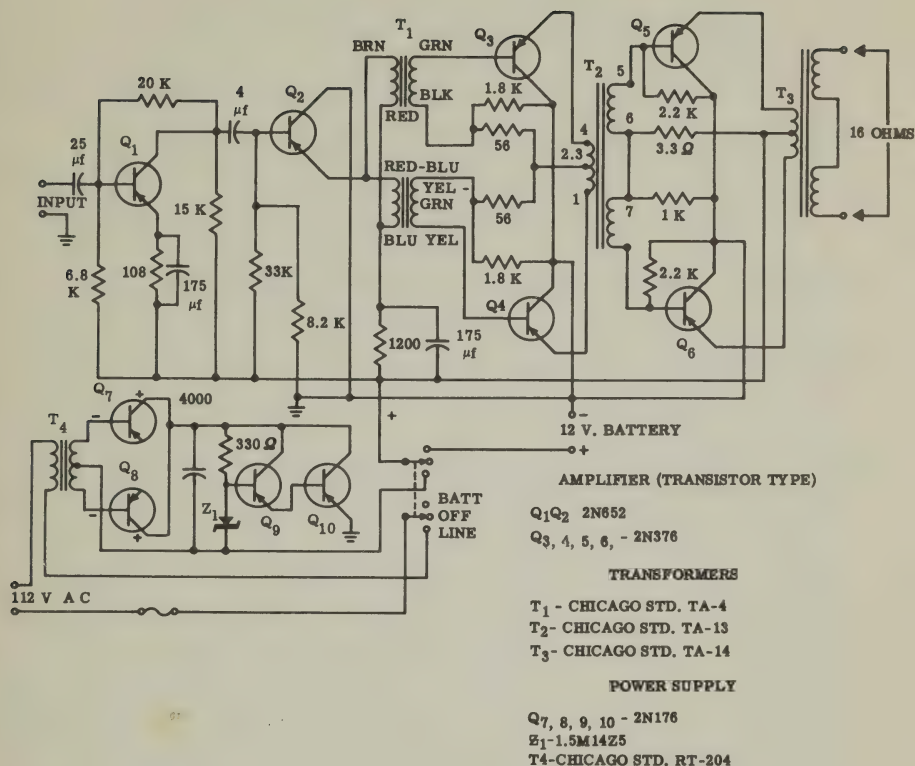 T1
Q3
Q5
BRN GRN
20 K
4 μf
Q2
1.8 K
T2
5
BLK
2.2 K
T3
25 μf
Q1
RED
56
4
6
3.3 Ω
16 OHMS
2.3
INPUT
RED-BLU
YEL - GRN
15 K
56
1
7
1 K
BLU YEL
6.8 K
108
175 μf
33K
1.8 K
2.2 K
8.2 K
1200
175 μf
Q4
Q6
Q7
+
4000
T4
-
+
-
12 V. BATTERY
330 Ω
+
Q8
AMPLIFIER (TRANSISTOR TYPE)
Z1
BATT
-
Q9
Q10
OFF
+
LINE
Q1Q2 2N652
Q3, 4, 5, 6, - 2N376
TRANSFORMERS
112 V A C
T1 - CHICAGO STD. TA-4
T2- CHICAGO STD. TA-13
T3- CHICAGO STD. TA-14
POWER SUPPLY
Q7, 8, 9, 10 - 2N176
Z1-1.5M14Z5
T4-CHICAGO STD. RT-204